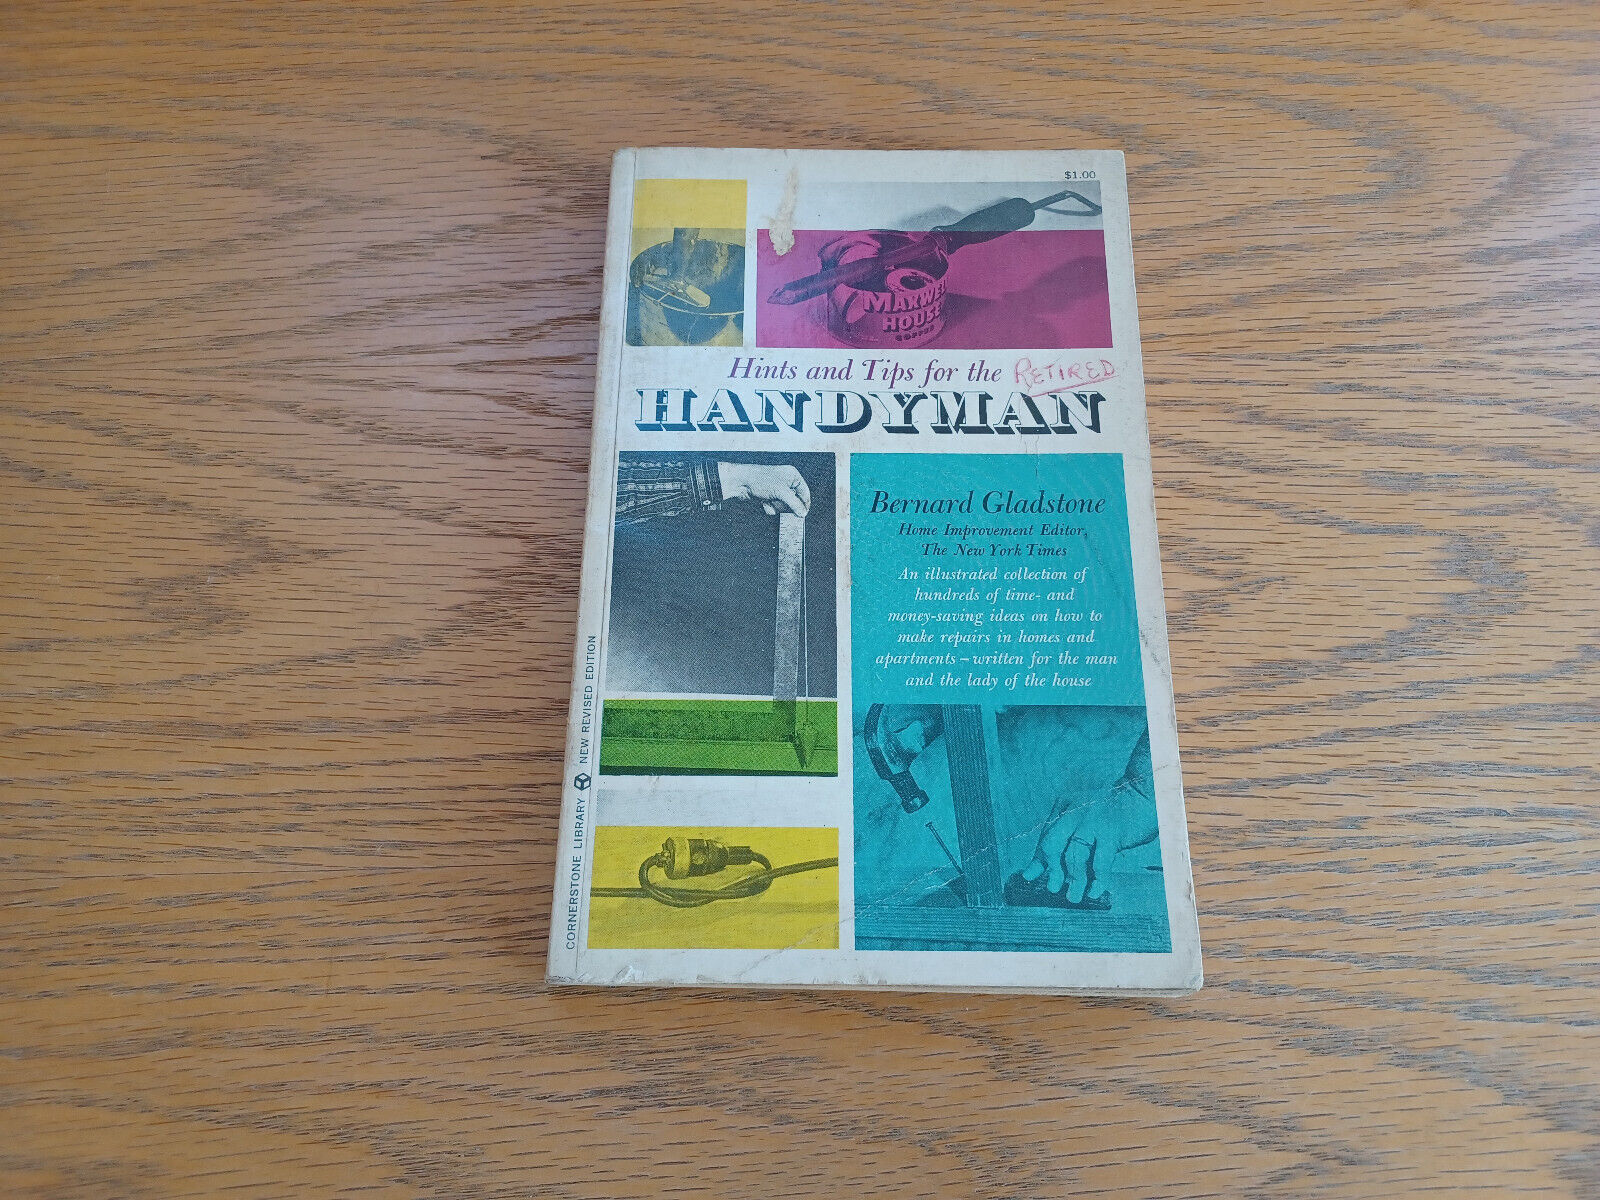 $1.00
MAXWELL
HOUSE
COFFEE
Hints and Tips for the RETIRED
HANDYMAN
Bernard Gladstone
Home Improvement Editor,
The New York Times
An illustrated collection of
hundreds of time- and
money-saving ideas on how to
make repairs in homes and
apartments – written for the man
and the lady of the house
CORNERSTONE LIBRARY NEW REVISED EDITION